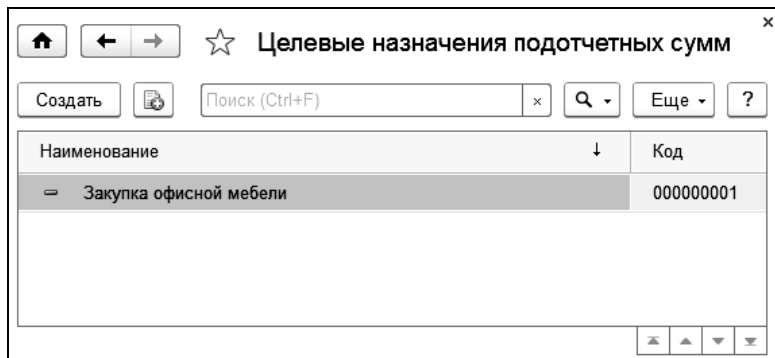 Целевые назначения подотчетных сумм
Создать Поиск (Ctrl+F) × Еще ?
Наименование ↓ Код
Закупка офисной мебели 000000001